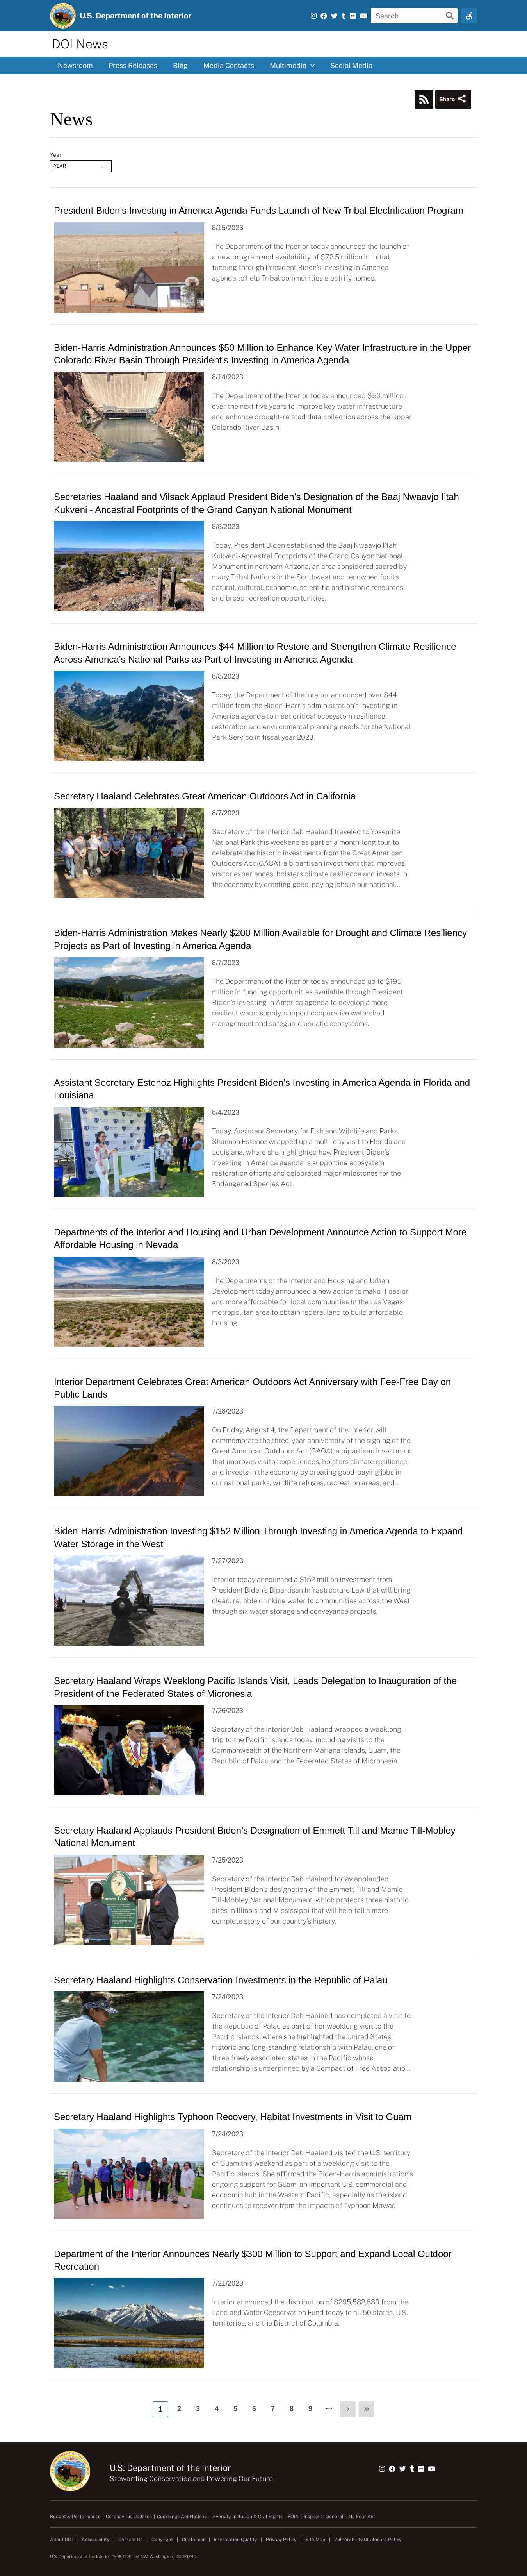 U.S. Department of the Interior
Search
DOI News
Newsroom Press Releases Blog Media Contacts Multimedia Social Media
Share
News
Year
-YEAR
President Biden's Investing in America Agenda Funds Launch of New Tribal Electrification Program
8/15/2023
The Department of the Interior today announced the launch of
a new program and availability of $72.5 million in initial
funding through President Biden's Investing in America
agenda to help Tribal communities electrify homes.
Biden-Harris Administration Announces $50 Million to Enhance Key Water Infrastructure in the Upper
Colorado River Basin Through President's Investing in America Agenda
8/14/2023
The Department of the Interior today announced $50 million
over the next five years to improve key water infrastructure
and enhance drought-related data collection across the Upper
Colorado River Basin.
Secretaries Haaland and Vilsack Applaud President Biden's Designation of the Baaj Nwaavjo I'tah
Kukveni - Ancestral Footprints of the Grand Canyon National Monument
8/8/2023
Today, President Biden established the Baaj Nwaavjo I'tah
Kukveni - Ancestral Footprints of the Grand Canyon National
Monument in northern Arizona, an area considered sacred by
many Tribal Nations in the Southwest and renowned for its
natural, cultural, economic, scientific and historic resources
and broad recreation opportunities.
Biden-Harris Administration Announces $44 Million to Restore and Strengthen Climate Resilience
Across America's National Parks as Part of Investing in America Agenda
8/8/2023
Today, the Department of the Interior announced over $44
million from the Biden-Harris administration's Investing in
America agenda to meet critical ecosystem resilience,
restoration and environmental planning needs for the National
Park Service in fiscal year 2023.
Secretary Haaland Celebrates Great American Outdoors Act in California
8/7/2023
Secretary of the Interior Deb Haaland traveled to Yosemite
National Park this weekend as part of a month-long tour to
celebrate the historic investments from the Great American
Outdoors Act (GAOA), a bipartisan investment that improves
visitor experiences, bolsters climate resilience and invests in
the economy by creating good-paying jobs in our national...
Biden-Harris Administration Makes Nearly $200 Million Available for Drought and Climate Resiliency
Projects as Part of Investing in America Agenda
8/7/2023
The Department of the Interior today announced up to $195
million in funding opportunities available through President
Biden's Investing in America agenda to develop a more
resilient water supply, support cooperative watershed
management and safeguard aquatic ecosystems.
Assistant Secretary Estenoz Highlights President Biden's Investing in America Agenda in Florida and
Louisiana
8/4/2023
Today, Assistant Secretary for Fish and Wildlife and Parks
Shannon Estenoz wrapped up a multi-day visit to Florida and
Louisiana, where she highlighted how President Biden's
Investing in America agenda is supporting ecosystem
restoration efforts and celebrated major milestones for the
Endangered Species Act.
Departments of the Interior and Housing and Urban Development Announce Action to Support More
Affordable Housing in Nevada
8/3/2023
The Departments of the Interior and Housing and Urban
Development today announced a new action to make it easier
and more affordable for local communities in the Las Vegas
metropolitan area to obtain federal land to build affordable
housing.
Interior Department Celebrates Great American Outdoors Act Anniversary with Fee-Free Day on
Public Lands
7/28/2023
On Friday, August 4, the Department of the Interior will
commemorate the three-year anniversary of the signing of the
Great American Outdoors Act (GAOA), a bipartisan investment
that improves visitor experiences, bolsters climate resilience,
and invests in the economy by creating good-paying jobs in
our national parks, wildlife refuges, recreation areas, and...
Biden-Harris Administration Investing $152 Million Through Investing in America Agenda to Expand
Water Storage in the West
7/27/2023
Interior today announced a $152 million investment from
President Biden's Bipartisan Infrastructure Law that will bring
clean, reliable drinking water to communities across the West
through six water storage and conveyance projects.
Secretary Haaland Wraps Weeklong Pacific Islands Visit, Leads Delegation to Inauguration of the
President of the Federated States of Micronesia
7/26/2023
Secretary of the Interior Deb Haaland wrapped a weeklong
trip to the Pacific Islands today, including visits to the
Commonwealth of the Northern Mariana Islands, Guam, the
Republic of Palau and the Federated States of Micronesia.
Secretary Haaland Applauds President Biden's Designation of Emmett Till and Mamie Till-Mobley
National Monument
7/25/2023
Secretary of the Interior Deb Haaland today applauded
President Biden's designation of the Emmett Till and Mamie
Till-Mobley National Monument, which protects three historic
sites in Illinois and Mississippi that will help tell a more
complete story of our country's history.
Secretary Haaland Highlights Conservation Investments in the Republic of Palau
7/24/2023
Secretary of the Interior Deb Haaland has completed a visit to
the Republic of Palau as part of her weeklong visit to the
Pacific Islands, where she highlighted the United States'
historic and long-standing relationship with Palau, one of
three freely associated states in the Pacific whose
relationship is underpinned by a Compact of Free Associatio...
Secretary Haaland Highlights Typhoon Recovery, Habitat Investments in Visit to Guam
7/24/2023
Secretary of the Interior Deb Haaland visited the U.S. territory
of Guam this weekend as part of a weeklong visit to the
Pacific Islands. She affirmed the Biden-Harris administration's
ongoing support for Guam, an important U.S. commercial and
economic hub in the Western Pacific, especially as the island
continues to recover from the impacts of Typhoon Mawar.
Department of the Interior Announces Nearly $300 Million to Support and Expand Local Outdoor
Recreation
7/21/2023
Interior announced the distribution of $295,582,830 from the
Land and Water Conservation Fund today to all 50 states, U.S.
territories, and the District of Columbia.
1 2 3 4 5 6 7 8 9 ... › »
U.S. Department of the Interior
Stewarding Conservation and Powering Our Future
Budget & Performance | Coronavirus Updates | Cummings Act Notices | Diversity, Inclusion & Civil Rights | FOIA | Inspector General | No Fear Act
About DOI | Accessibility | Contact Us | Copyright | Disclaimer | Information Quality | Privacy Policy | Site Map | Vulnerability Disclosure Policy
U.S. Department of the Interior, 1849 C Street NW, Washington, DC 20240.